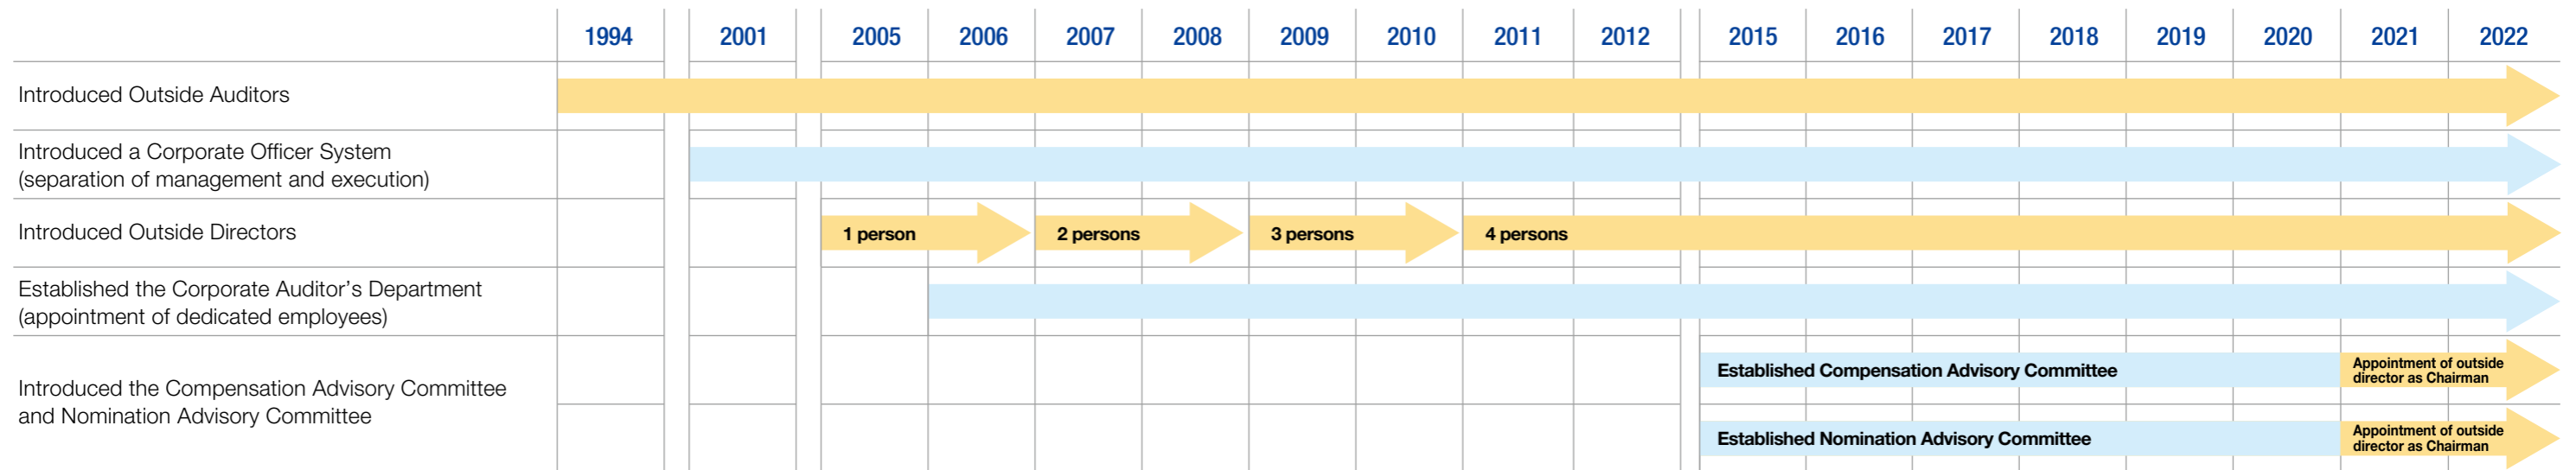 1994 2001 2005 2006 2007 2008 2009 2010 2011 2012 2015 2016 2017 2018 2019 2020 2021 2022
Introduced Outside Auditors
Introduced a Corporate Officer System
(separation of management and execution)
Introduced Outside Directors
1 person 2 persons 3 persons 4 persons
Established the Corporate Auditor’s Department
(appointment of dedicated employees)
Introduced the Compensation Advisory Committee
and Nomination Advisory Committee
Established Compensation Advisory Committee
Appointment of outside
director as Chairman
Established Nomination Advisory Committee
Appointment of outside
director as Chairman